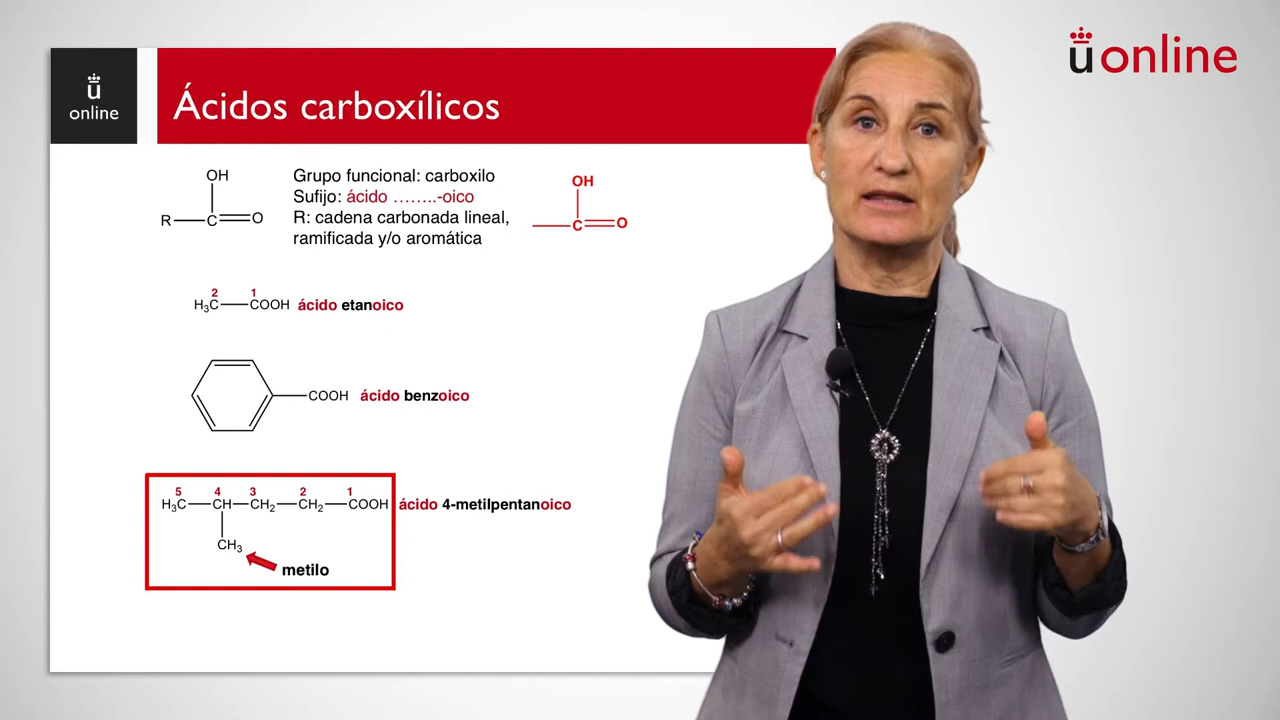 ū online
ū
online
Ácidos carboxílicos
OH
R C O
Grupo funcional: carboxilo
Sufijo: ácido ……..-oico
R: cadena carbonada lineal,
ramificada y/o aromática
OH
C O
2 1
H₃C COOH ácido etanoico
COOH ácido benzoico
5 4 3 2 1
H₃C CH CH₂ CH₂ COOH ácido 4-metilpentanoico
CH₃
metilo